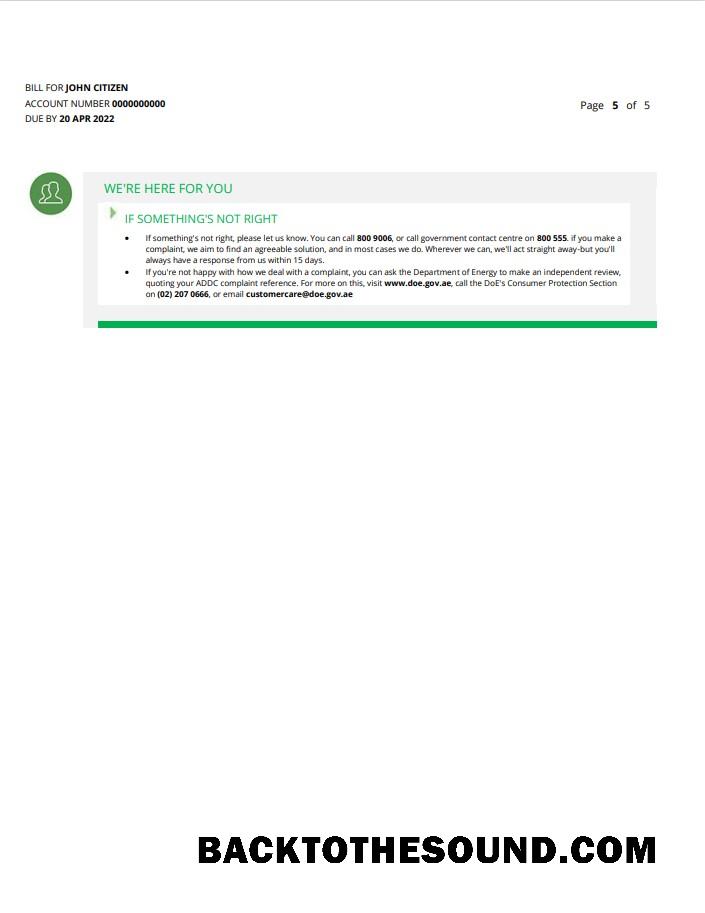 BILL FOR JOHN CITIZEN
ACCOUNT NUMBER 0000000000
DUE BY 20 APR 2022
Page 5 of 5
WE'RE HERE FOR YOU
IF SOMETHING'S NOT RIGHT
• If something's not right, please let us know. You can call 800 9006, or call government contact centre on 800 555. if you make a
complaint, we aim to find an agreeable solution, and in most cases we do. Wherever we can, we'll act straight away-but you'll
always have a response from us within 15 days.
• If you're not happy with how we deal with a complaint, you can ask the Department of Energy to make an independent review,
quoting your ADDC complaint reference. For more on this, visit www.doe.gov.ae, call the DoE's Consumer Protection Section
on (02) 207 0666, or email customercare@doe.gov.ae
BACKTOTHESOUND.COM